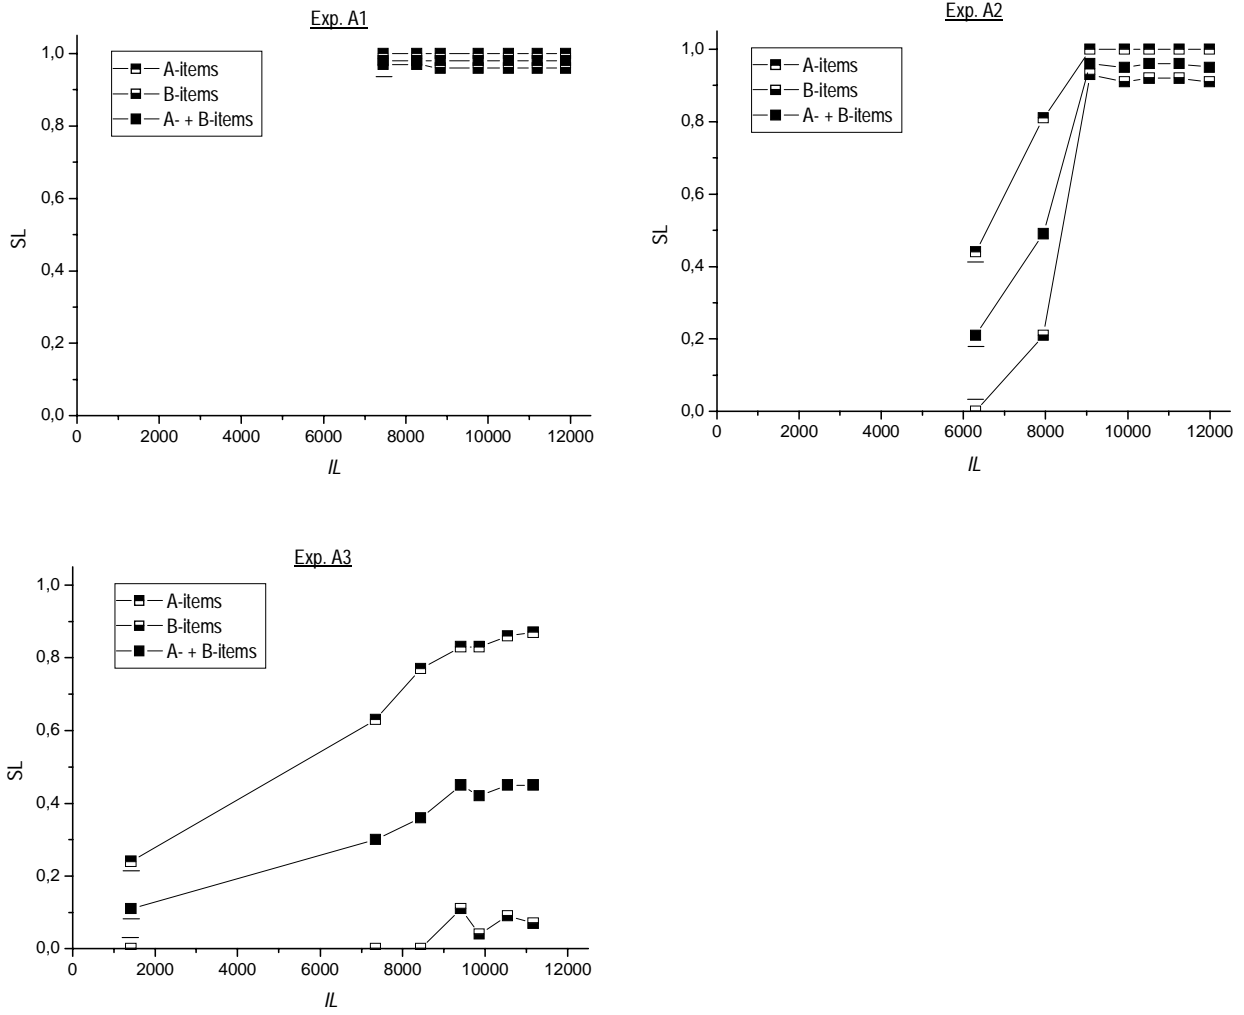 Exp. A1
1,0
0,8
0,6
0,4
0,2
0,0
SL
A-items
B-items
A- + B-items
0 2000 4000 6000 8000 10000 12000
IL
Exp. A2
1,0
0,8
0,6
0,4
0,2
0,0
SL
A-items
B-items
A- + B-items
0 2000 4000 6000 8000 10000 12000
IL
Exp. A3
1,0
0,8
0,6
0,4
0,2
0,0
SL
A-items
B-items
A- + B-items
0 2000 4000 6000 8000 10000 12000
IL